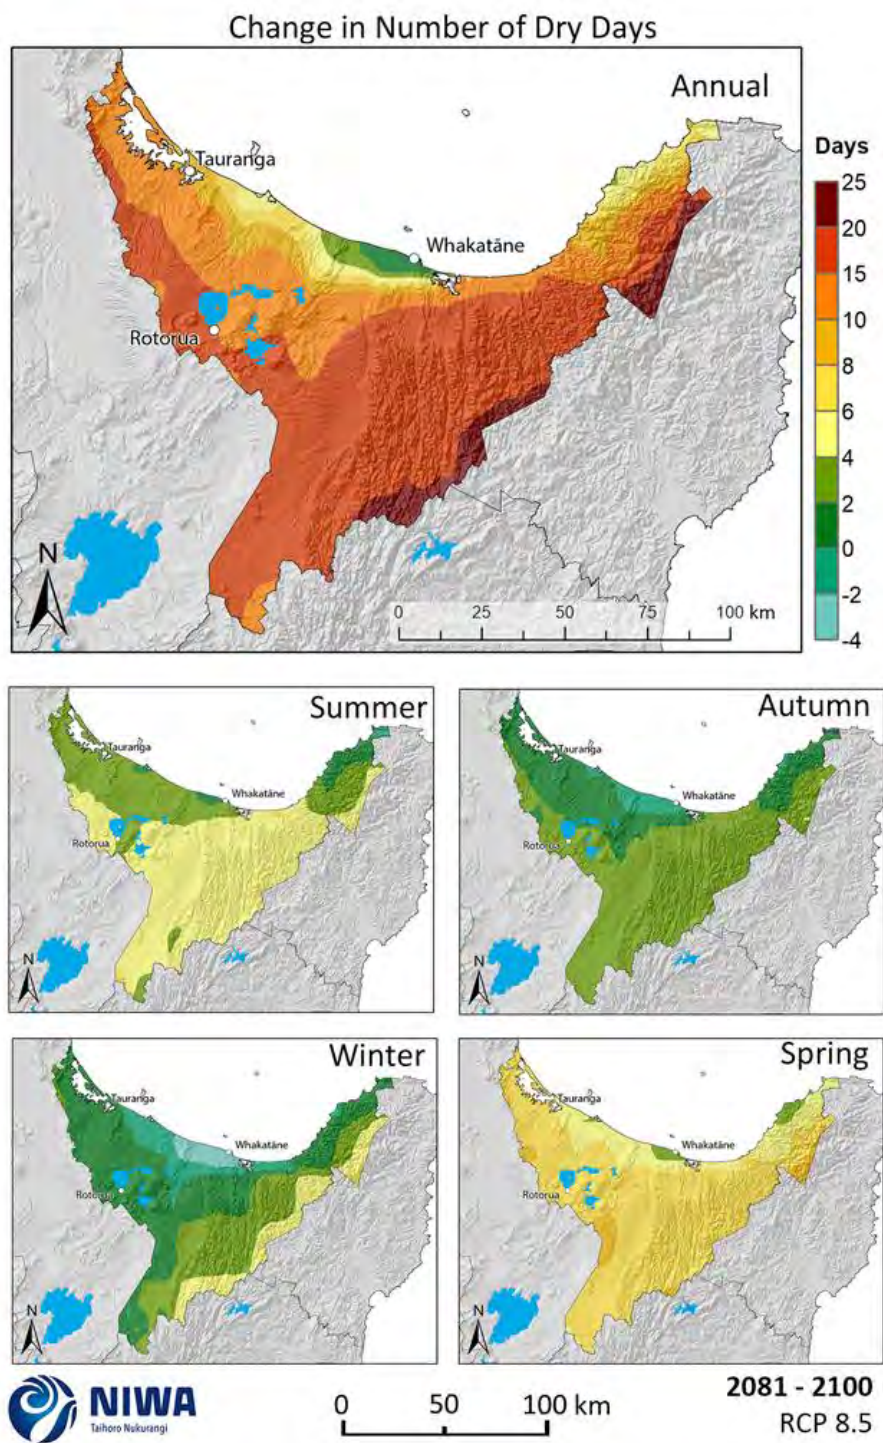 Change in Number of Dry Days
Annual
Days
Tauranga
Whakatāne
Rotorua
25
20
15
10
8
6
4
2
0
-2
-4
N
0 25 50 75 100 km
Summer
Tauranga
Whakatāne
Rotorua
N
Autumn
Tauranga
Whakatāne
Rotorua
N
Winter
Tauranga
Whakatāne
Rotorua
N
Spring
Tauranga
Whakatāne
Rotorua
N
NIWA
Taihoro Nukurangi
0 50 100 km
2081 - 2100
RCP 8.5